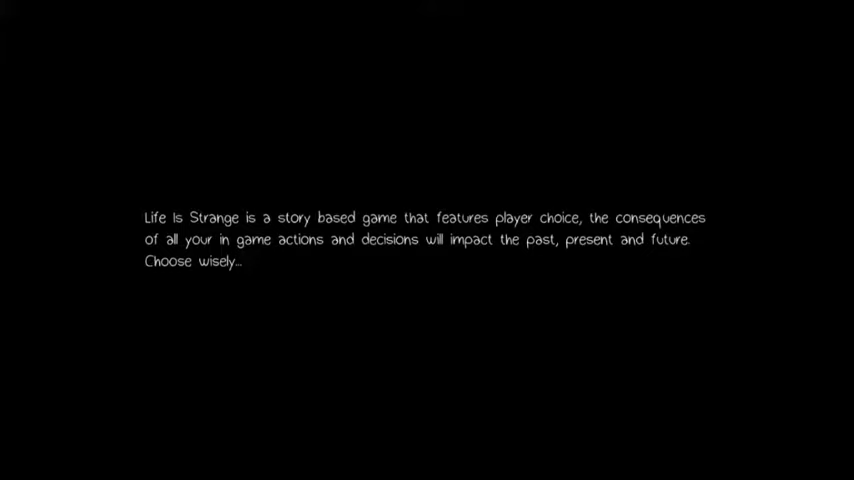 Life Is Strange is a story based game that features player choice, the consequences
of all your in game actions and decisions will impact the past, present and future.
Choose wisely...